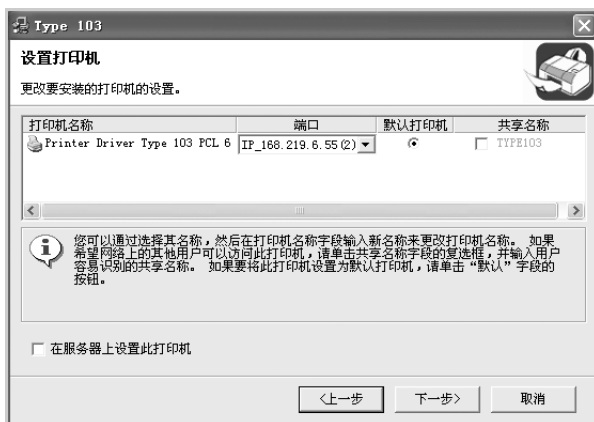 Type 103
设置打印机
更改要安装的打印机的设置。
打印机名称 端口 默认打印机 共享名称
Printer Driver Type 103 PCL 6 IP_168.219.6.55(2) TYPE103
您可以通过选择其名称，然后在打印机名称字段输入新名称来更改打印机名称。 如果
希望网络上的其他用户可以访问此打印机，请单击共享名称字段的复选框，并输入用户
容易识别的共享名称。 如果要将此打印机设置为默认打印机，请单击“默认”字段的
按钮。
在服务器上设置此打印机
<上一步 下一步> 取消